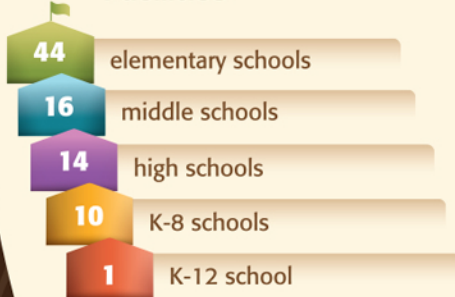 44 elementary schools
16 middle schools
14 high schools
10 K-8 schools
1 K-12 school